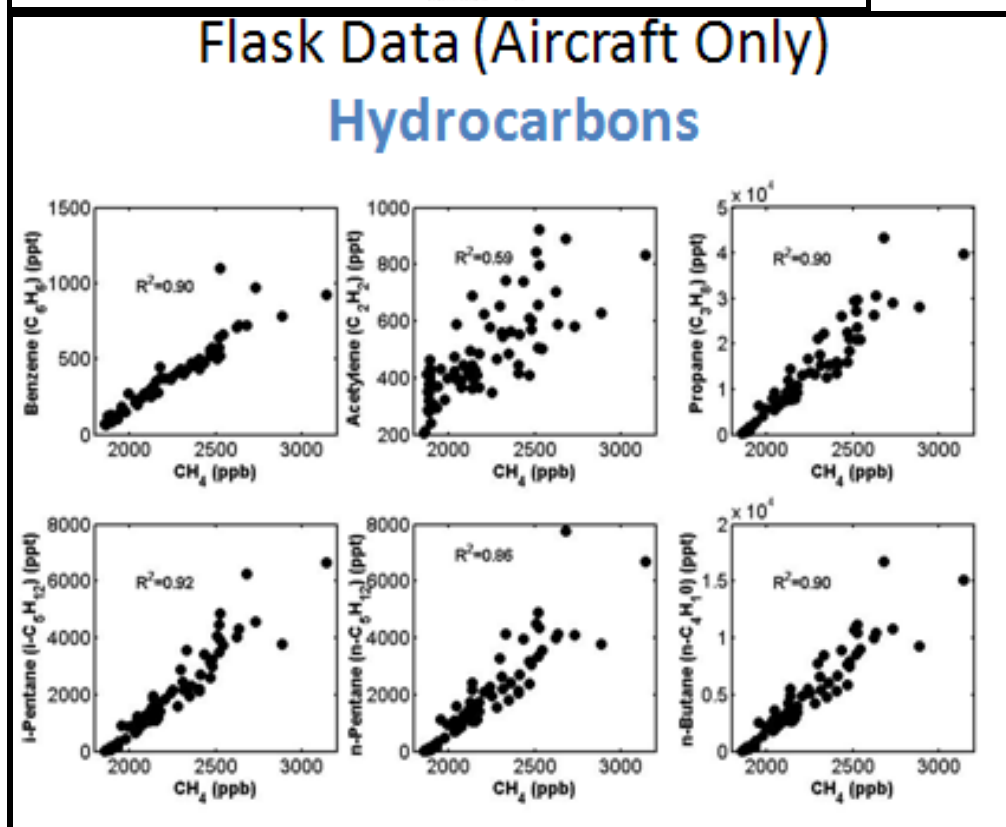 Flask Data (Aircraft Only)
Hydrocarbons
1500
1000
500
0
Benzene (C6H6) (ppt)
R2=0.90
2000 2500 3000
CH4 (ppb)
1000
800
600
400
200
Acetylene (C2H2) (ppt)
R2=0.59
2000 2500 3000
CH4 (ppb)
x 10^4
5
4
3
2
1
0
Propane (C3H8) (ppt)
R2=0.90
2000 2500 3000
CH4 (ppb)
8000
6000
4000
2000
0
i-Pentane (i-C5H12) (ppt)
R2=0.92
2000 2500 3000
CH4 (ppb)
8000
6000
4000
2000
0
n-Pentane (n-C5H12) (ppt)
R2=0.86
2000 2500 3000
CH4 (ppb)
x 10^4
2
1.5
1
0.5
0
n-Butane (n-C4H10) (ppt)
R2=0.90
2000 2500 3000
CH4 (ppb)